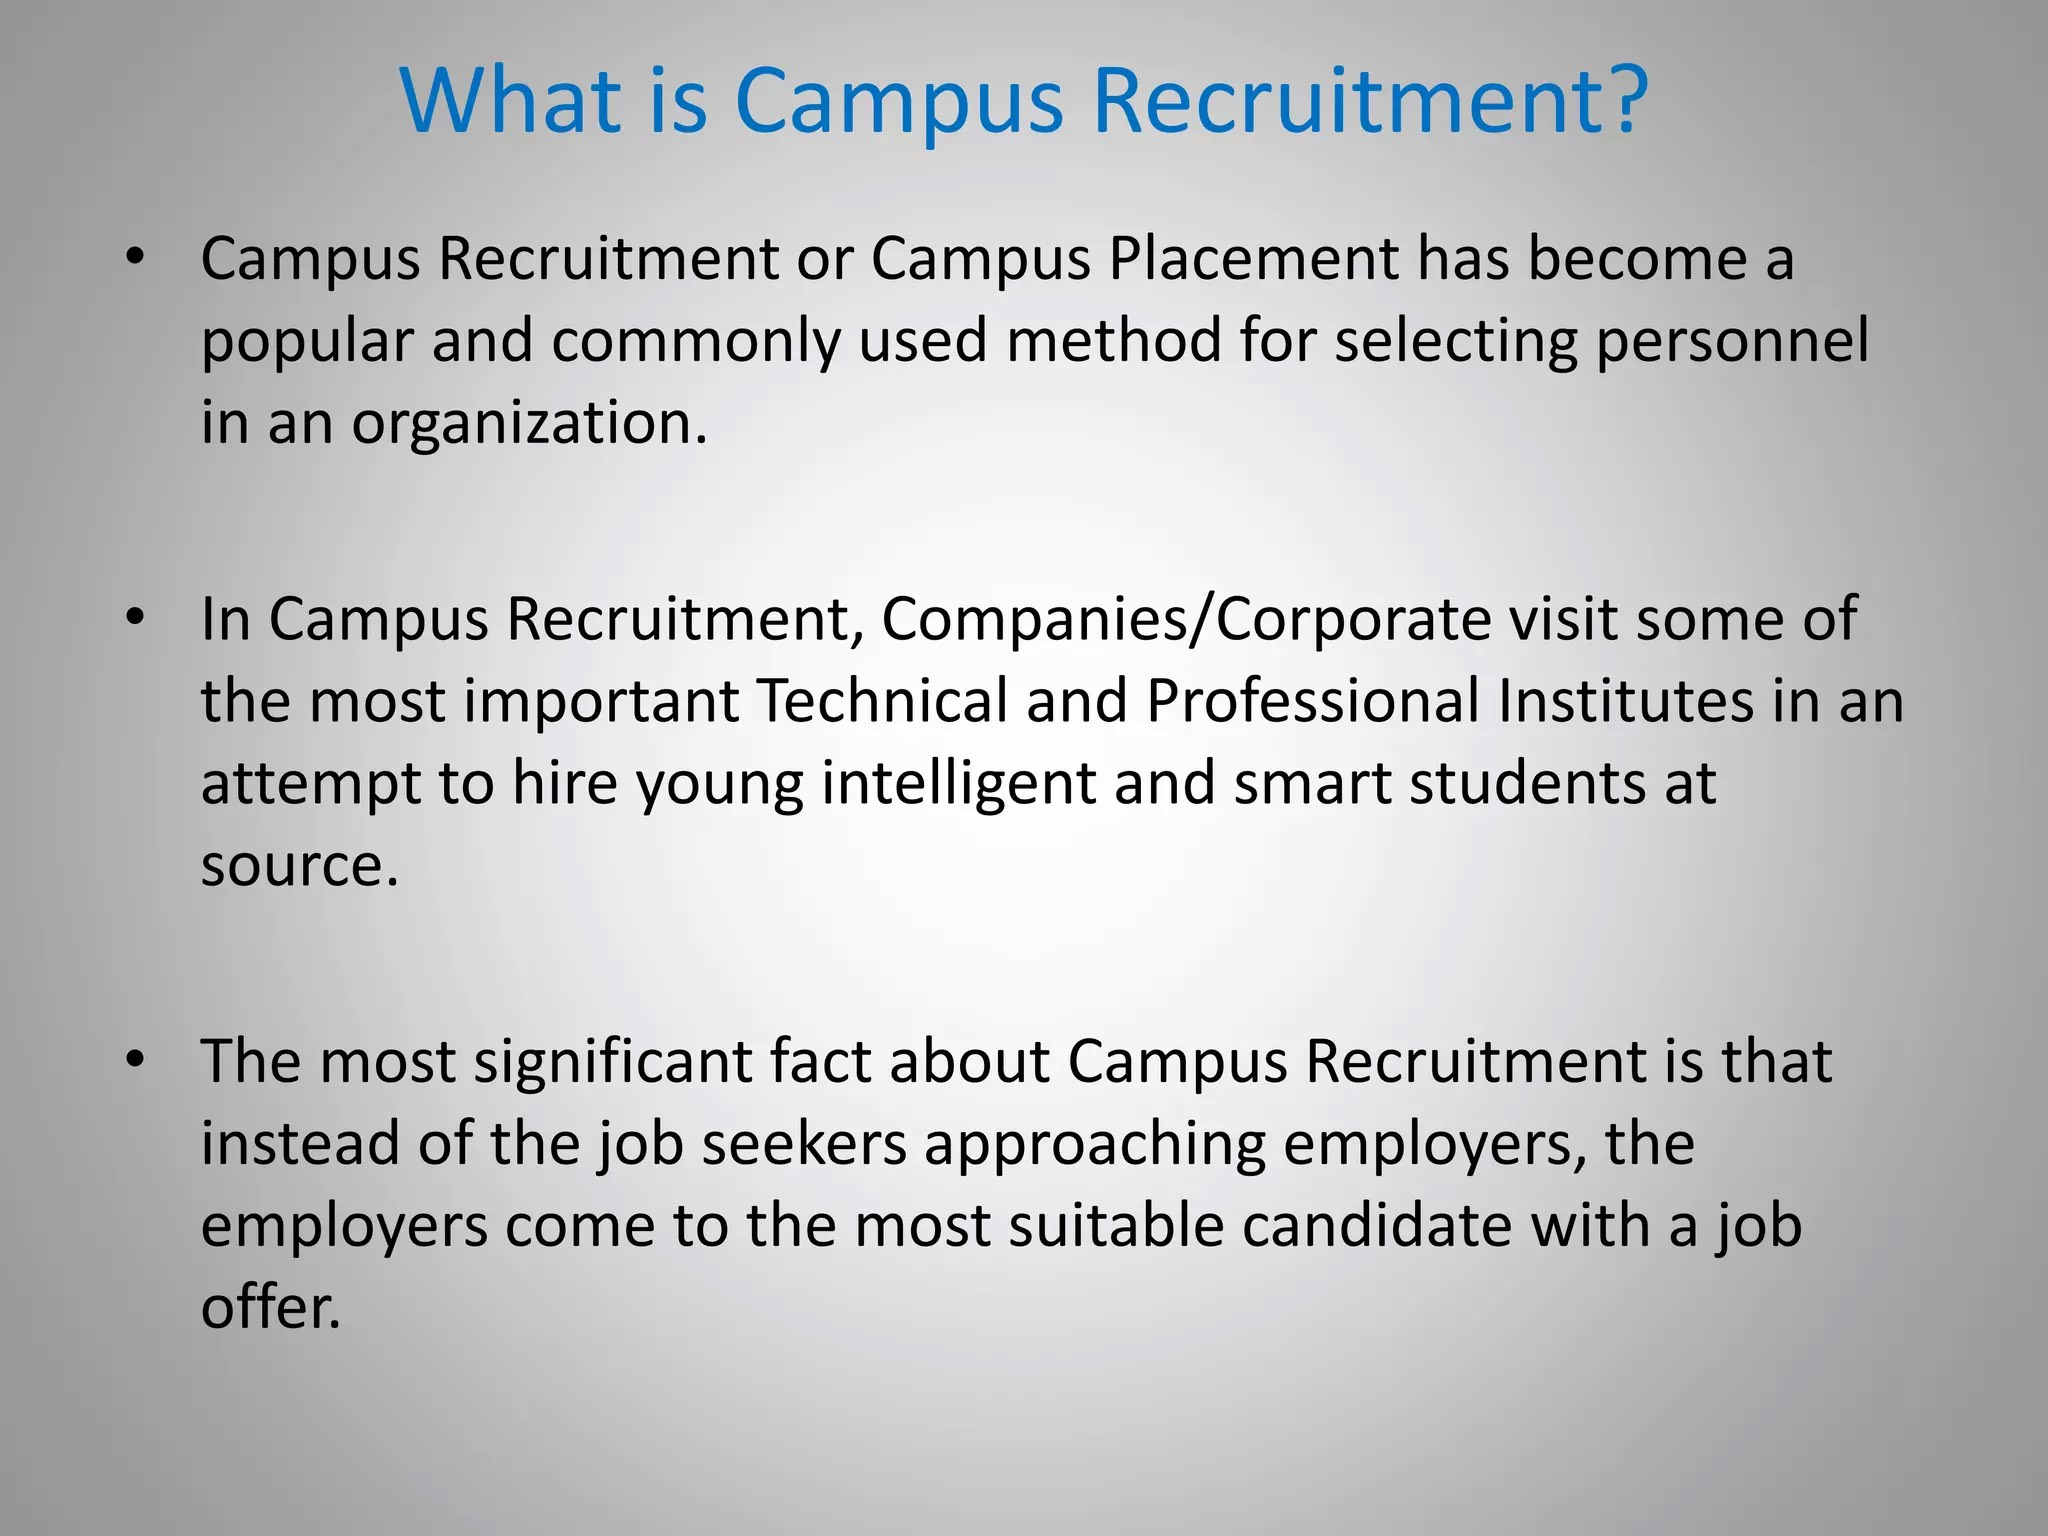 What is Campus Recruitment?
• Campus Recruitment or Campus Placement has become a
popular and commonly used method for selecting personnel
in an organization.
• In Campus Recruitment, Companies/Corporate visit some of
the most important Technical and Professional Institutes in an
attempt to hire young intelligent and smart students at
source.
• The most significant fact about Campus Recruitment is that
instead of the job seekers approaching employers, the
employers come to the most suitable candidate with a job
offer.